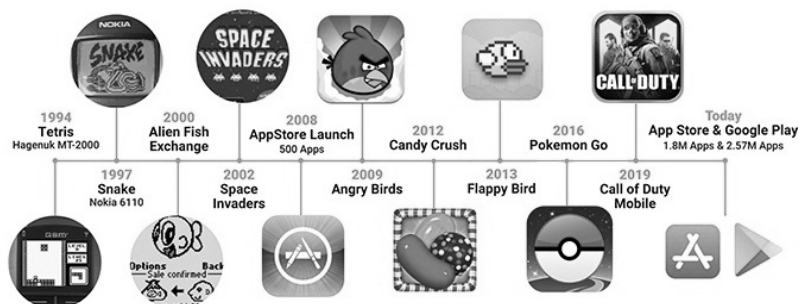 NOKIA
SNAKE
SPACE
INVADERS
CALL OF DUTY
1994
Tetris
Hagenuk MT-2000
2000
Alien Fish
Exchange
2008
AppStore Launch
500 Apps
2012
Candy Crush
2016
Pokemon Go
Today
App Store & Google Play
1.8M Apps & 2.57M Apps
1997
Snake
Nokia 6110
2002
Space
Invaders
2009
Angry Birds
2013
Flappy Bird
2019
Call of Duty
Mobile
GSM
Options Back
Sale confirmed